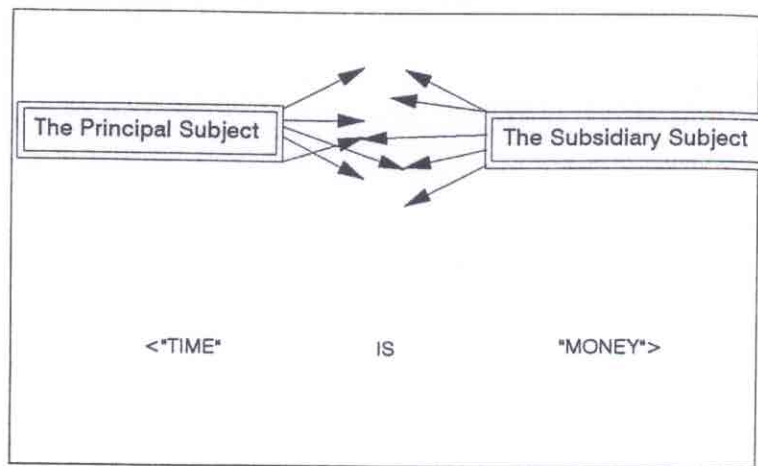 The Principal Subject
The Subsidiary Subject
<"TIME" IS "MONEY">